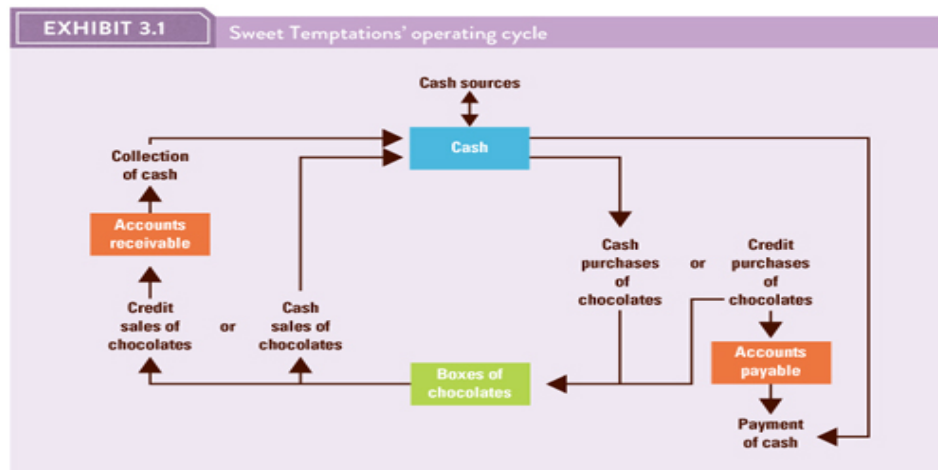 EXHIBIT 3.1
Sweet Temptations' operating cycle
Cash sources
Cash
Collection
of cash
Accounts
receivable
Credit
sales of
chocolates
or
Cash
sales of
chocolates
Cash
purchases
of
chocolates
or
Credit
purchases
of
chocolates
Accounts
payable
Boxes of
chocolates
Payment
of cash